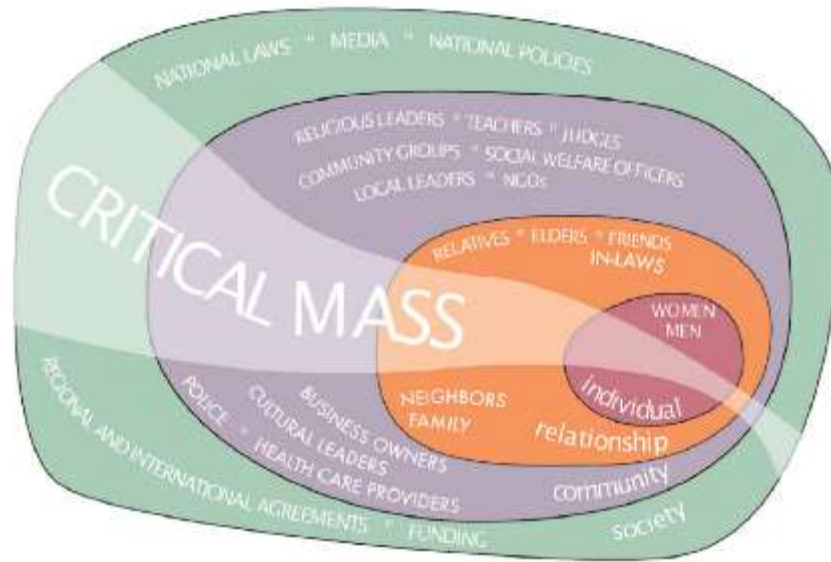 NATIONAL LAWS * MEDIA * NATIONAL POLICIES
RELIGIOUS LEADERS * TEACHERS * JUDGES
COMMUNITY GROUPS * SOCIAL WELFARE OFFICERS
LOCAL LEADERS * NGOs
RELATIVES * ELDERS * FRIENDS
IN-LAWS
WOMEN
MEN
CRITICAL MASS
individual
NEIGHBORS
FAMILY
relationship
BUSINESS OWNERS
CULTURAL LEADERS
POLICE * HEALTH CARE PROVIDERS
community
REGIONAL AND INTERNATIONAL AGREEMENTS * FUNDING
society